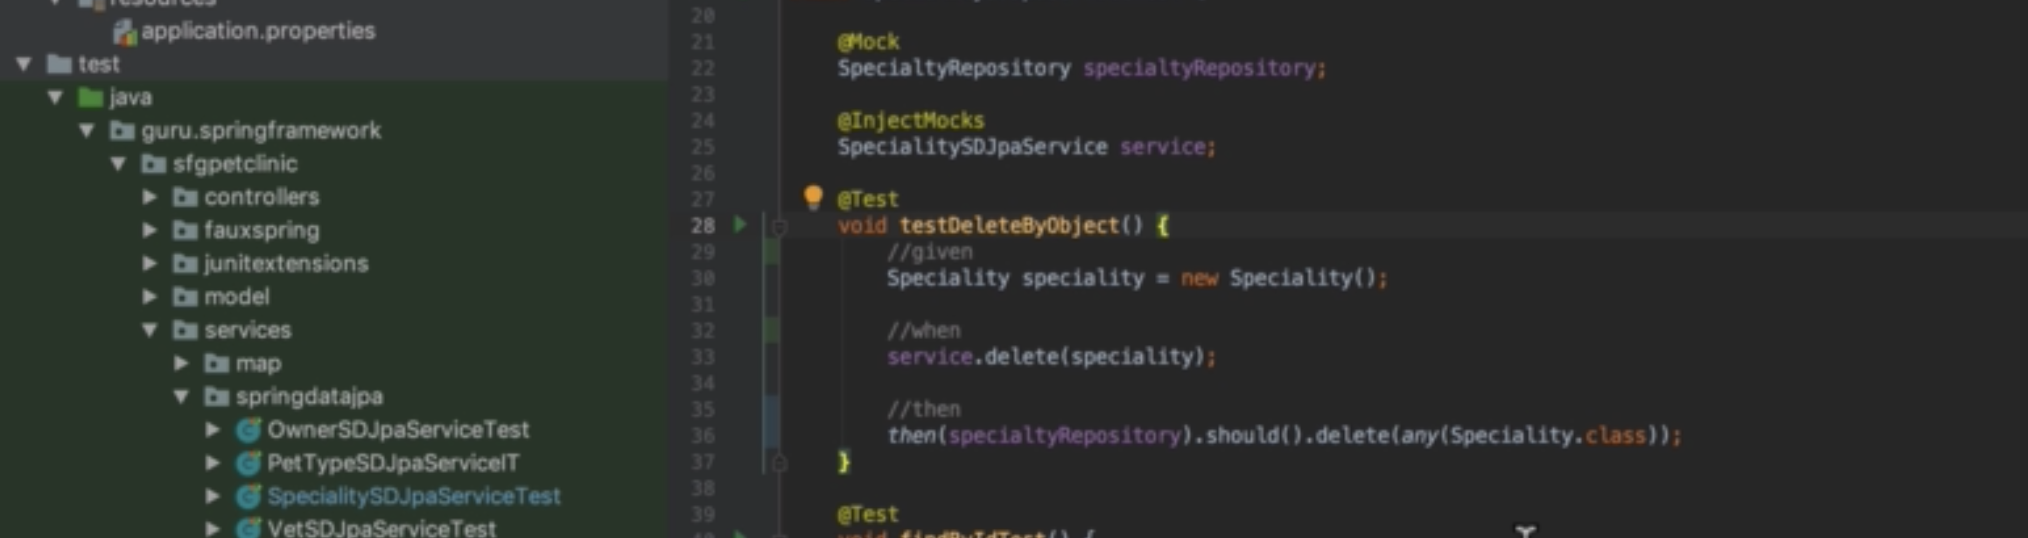 resources
application.properties
test
java
guru.springframework
sfgpetclinic
controllers
fauxspring
junitextensions
model
services
map
springdatajpa
OwnerSDJpaServiceTest
PetTypeSDJpaServiceIT
SpecialitySDJpaServiceTest
VetSDJpaServiceTest
20
21 @Mock
22 SpecialtyRepository specialtyRepository;
23
24 @InjectMocks
25 SpecialitySDJpaService service;
26
27 @Test
28 void testDeleteByObject() {
29 //given
30 Speciality speciality = new Speciality();
31
32 //when
33 service.delete(speciality);
34
35 //then
36 then(specialtyRepository).should().delete(any(Speciality.class));
37 }
38
39 @Test
void findByIdTest() {